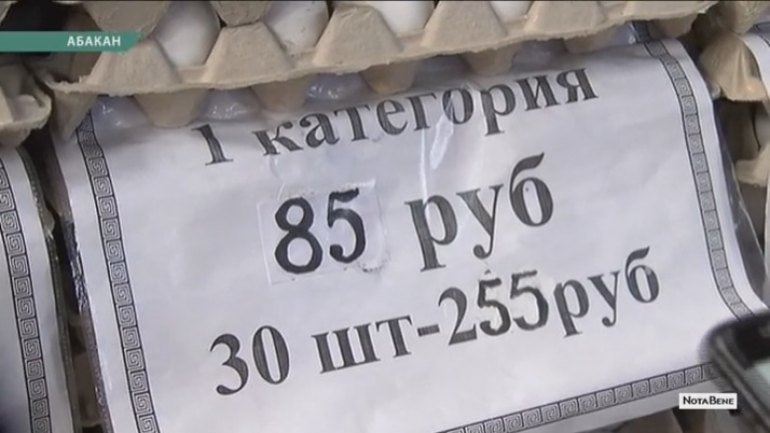 АБАКАН
1 категория
85 руб
30 шт-255руб
NOTABENE